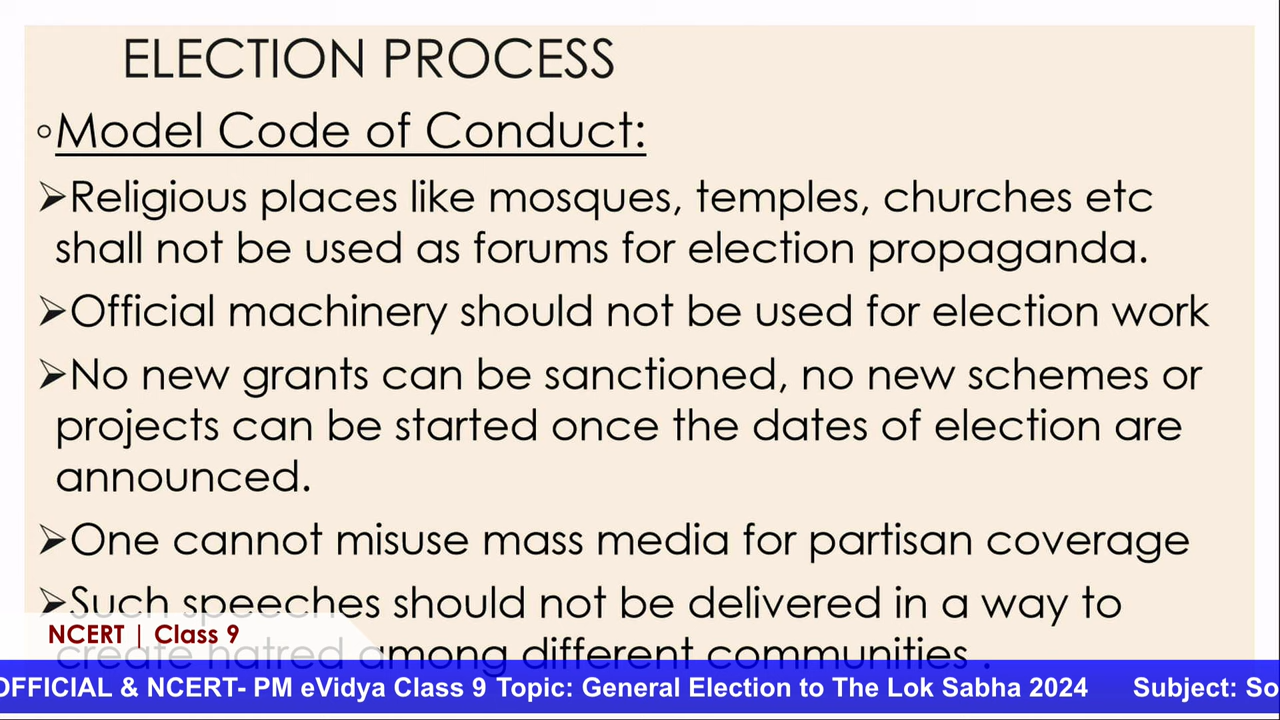 ELECTION PROCESS
◦Model Code of Conduct:
➢Religious places like mosques, temples, churches etc
shall not be used as forums for election propaganda.
➢Official machinery should not be used for election work
➢No new grants can be sanctioned, no new schemes or
projects can be started once the dates of election are
announced.
➢One cannot misuse mass media for partisan coverage
➢Such speeches should not be delivered in a way to
create hatred among different communities .
NCERT | Class 9
OFFICIAL & NCERT- PM eVidya Class 9 Topic: General Election to The Lok Sabha 2024 Subject: So